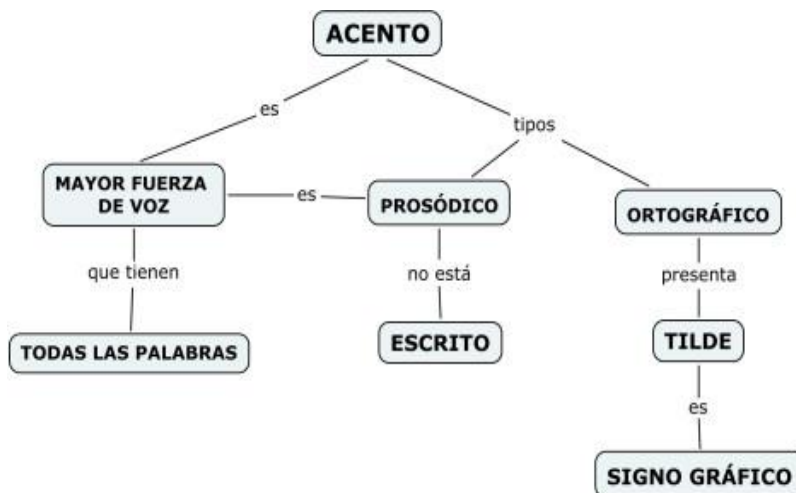 ACENTO
es
tipos
MAYOR FUERZA
DE VOZ
es
PROSÓDICO
ORTOGRÁFICO
que tienen
no está
presenta
TODAS LAS PALABRAS
ESCRITO
TILDE
es
SIGNO GRÁFICO